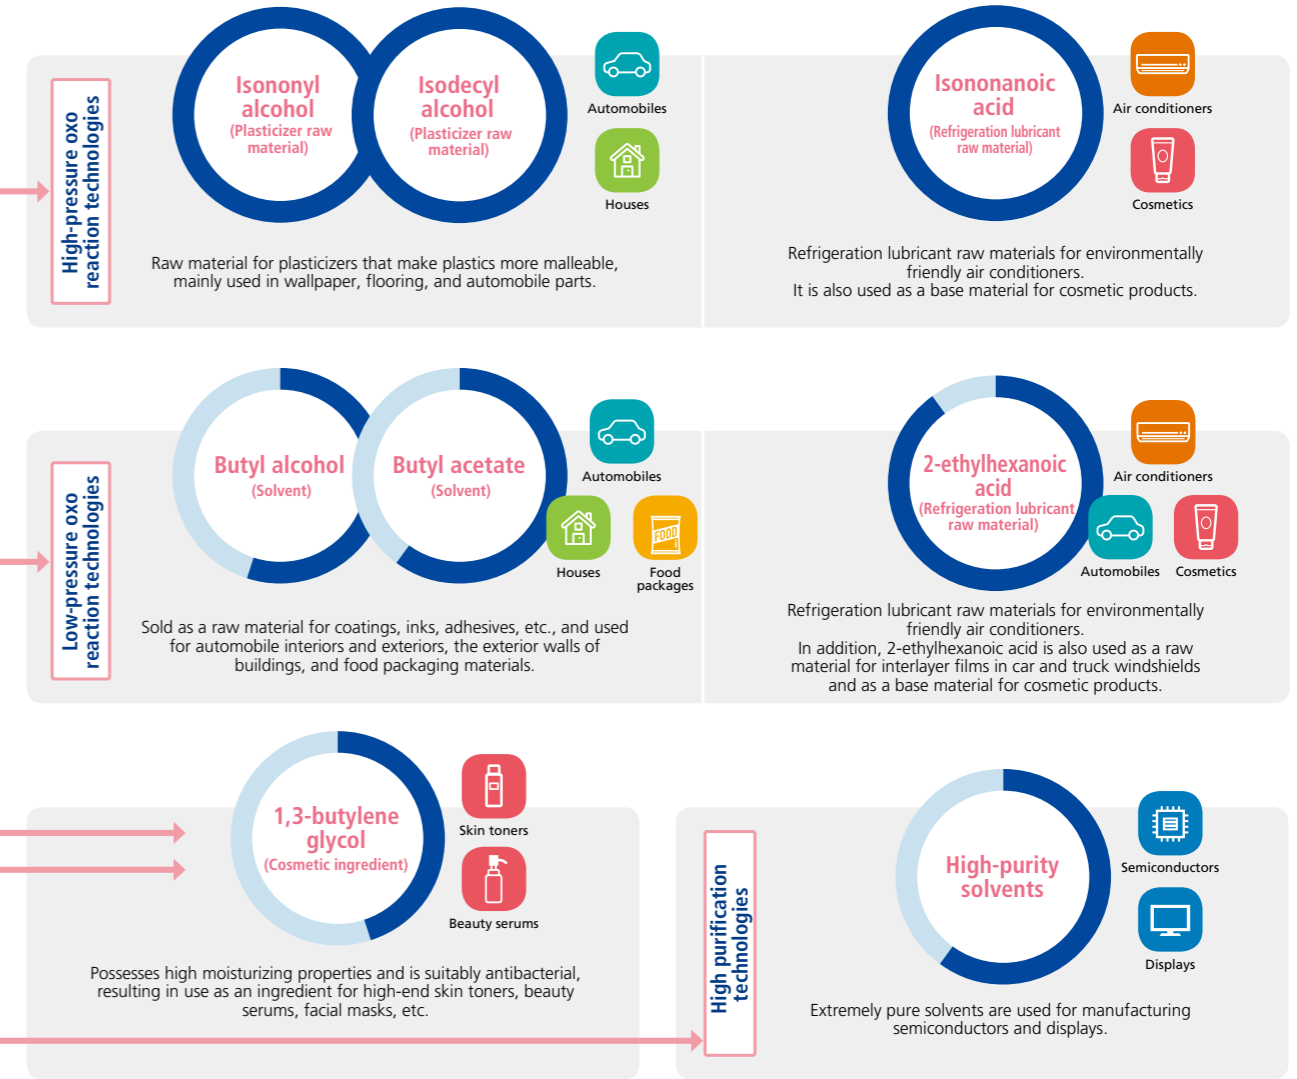 High-pressure oxo
reaction technologies
Isononyl
alcohol
(Plasticizer raw
material)
Isodecyl
alcohol
(Plasticizer raw
material)
Automobiles
Houses
Raw material for plasticizers that make plastics more malleable,
mainly used in wallpaper, flooring, and automobile parts.
Isononanoic
acid
(Refrigeration lubricant
raw material)
Air conditioners
Cosmetics
Refrigeration lubricant raw materials for environmentally
friendly air conditioners.
It is also used as a base material for cosmetic products.
Low-pressure oxo
reaction technologies
Butyl alcohol
(Solvent)
Butyl acetate
(Solvent)
Automobiles
Houses
FOOD
Food
packages
Sold as a raw material for coatings, inks, adhesives, etc., and used
for automobile interiors and exteriors, the exterior walls of
buildings, and food packaging materials.
2-ethylhexanoic
acid
(Refrigeration lubricant
raw material)
Air conditioners
Automobiles
Cosmetics
Refrigeration lubricant raw materials for environmentally
friendly air conditioners.
In addition, 2-ethylhexanoic acid is also used as a raw
material for interlayer films in car and truck windshields
and as a base material for cosmetic products.
1,3-butylene
glycol
(Cosmetic ingredient)
Skin toners
Beauty serums
Possesses high moisturizing properties and is suitably antibacterial,
resulting in use as an ingredient for high-end skin toners, beauty
serums, facial masks, etc.
High purification
technologies
High-purity
solvents
Semiconductors
Displays
Extremely pure solvents are used for manufacturing
semiconductors and displays.